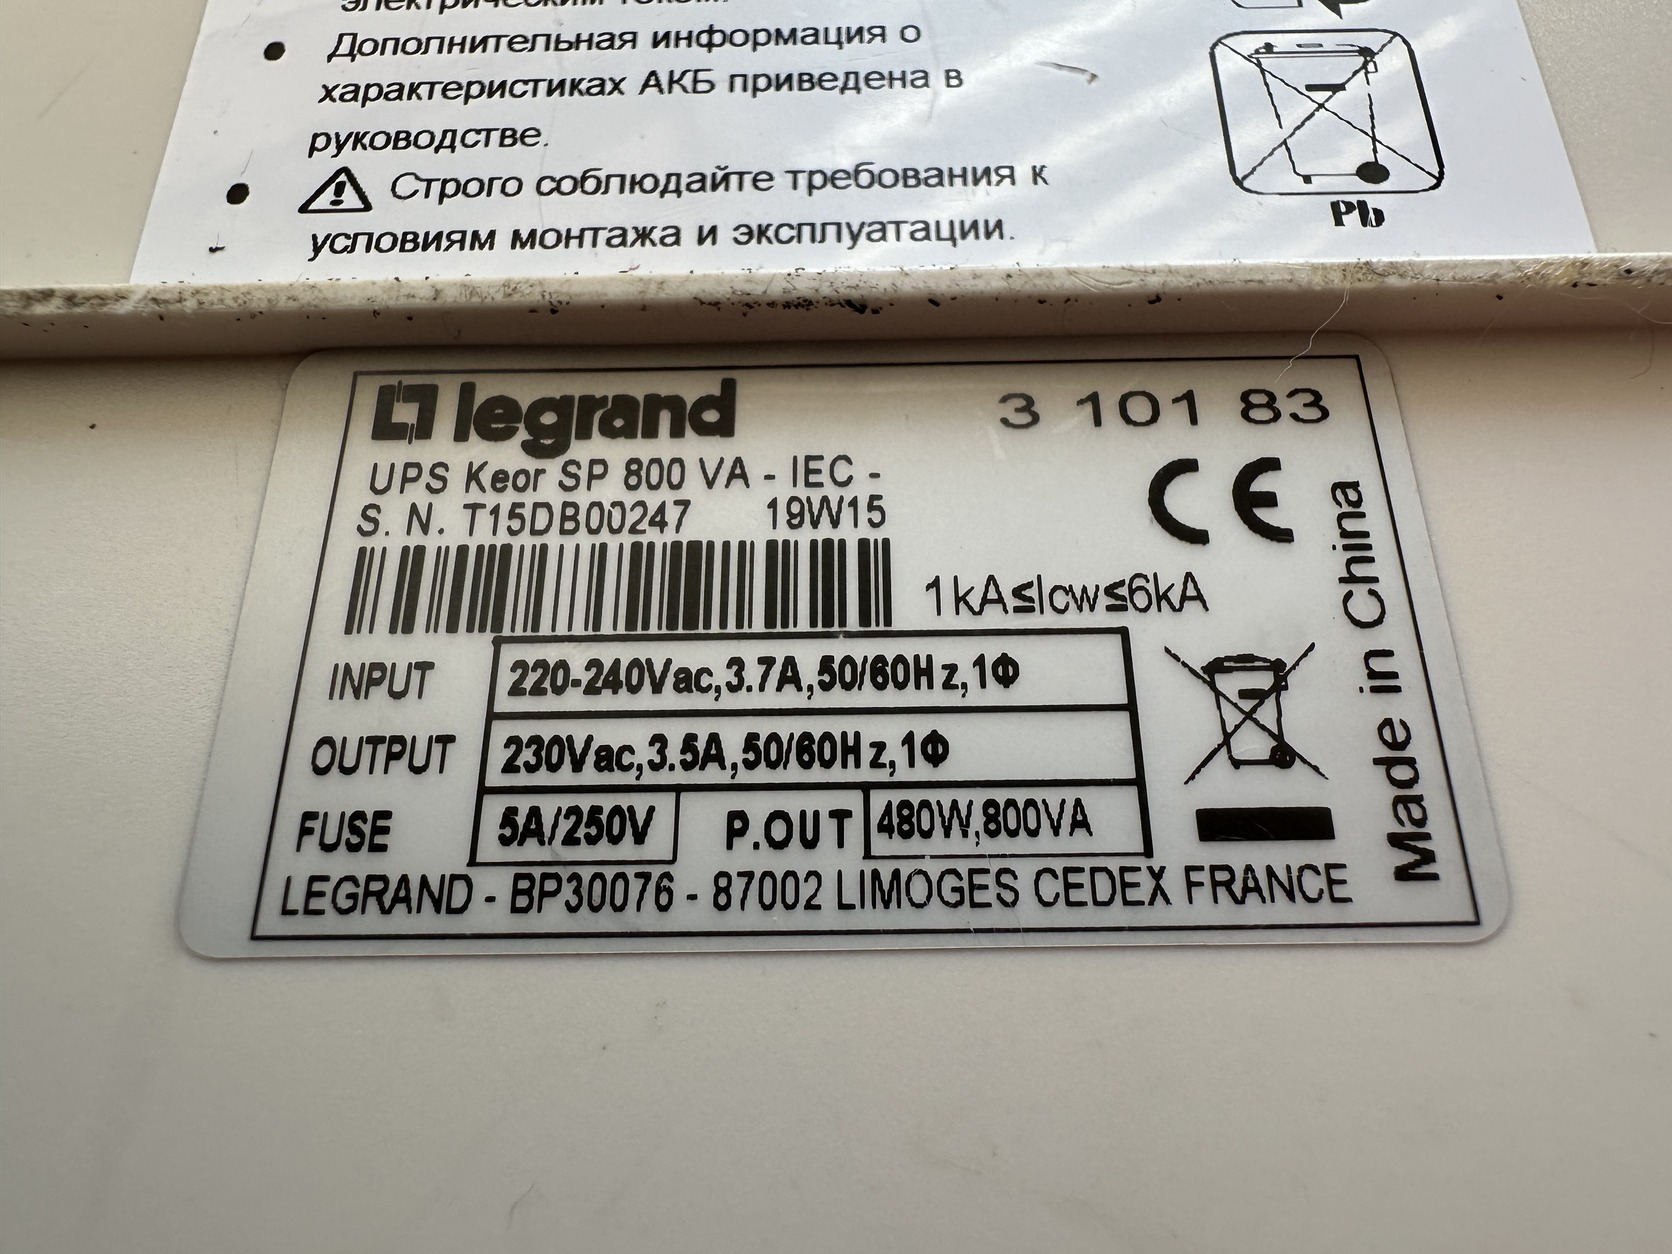 электрическим током.
• Дополнительная информация о
характеристиках АКБ приведена в
руководстве.
• Строго соблюдайте требования к
условиям монтажа и эксплуатации.
Pb
legrand 3 101 83
UPS Keor SP 800 VA - IEC -
S. N. T15DB00247 19W15
CE
1kA≤Icw≤6kA
INPUT 220-240Vac,3.7A,50/60Hz,1Φ
OUTPUT 230Vac,3.5A,50/60Hz,1Φ
FUSE 5A/250V P.OUT 480W,800VA
LEGRAND - BP30076 - 87002 LIMOGES CEDEX FRANCE
Made in China